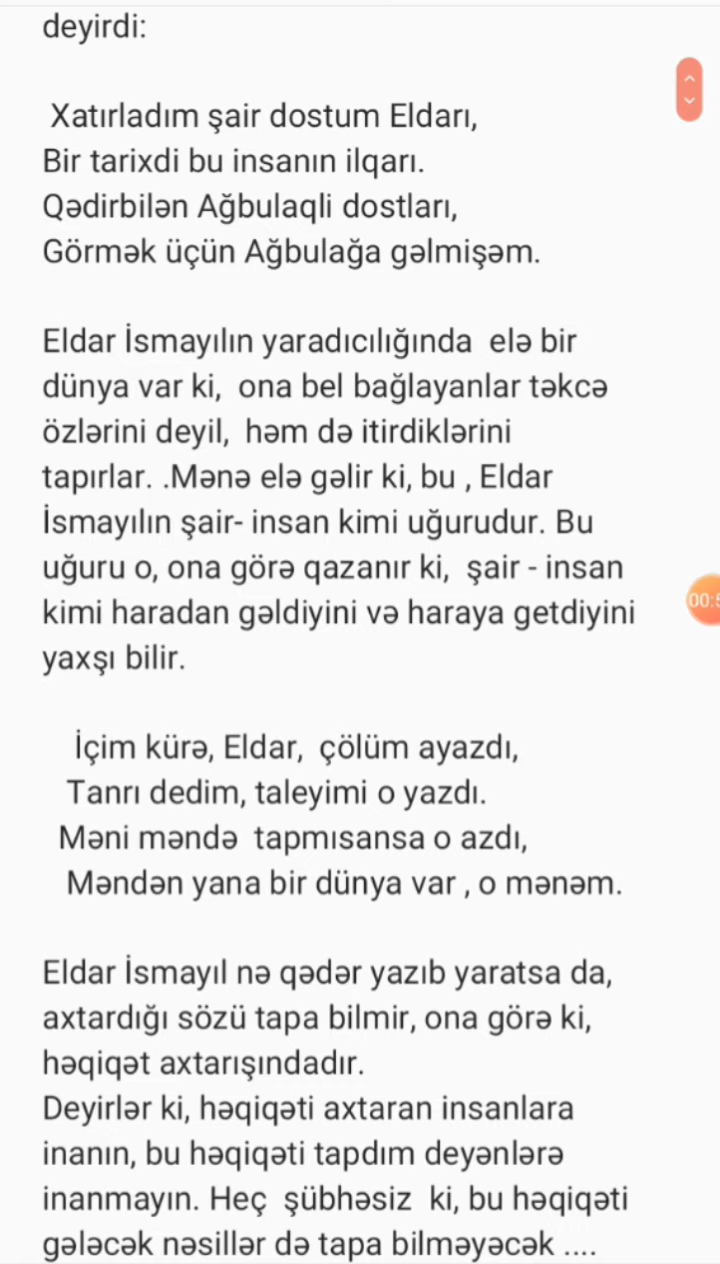 deyirdi:
Xatırladım şair dostum Eldarı,
Bir tarixdi bu insanın ilqarı.
Qədirbilən Ağbulaqli dostları,
Görmək üçün Ağbulağa gəlmişəm.
Eldar İsmayılın yaradıcılığında  elə bir
dünya var ki,  ona bel bağlayanlar təkcə
özlərini deyil,  həm də itirdiklərini
tapırlar. .Mənə elə gəlir ki, bu , Eldar
İsmayılın şair- insan kimi uğurudur. Bu
uğuru o, ona görə qazanır ki,  şair - insan
kimi haradan gəldiyini və haraya getdiyini
yaxşı bilir.
İçim kürə, Eldar,  çölüm ayazdı,
Tanrı dedim, taleyimi o yazdı.
Məni məndə  tapmısansa o azdı,
Məndən yana bir dünya var , o mənəm.
Eldar İsmayıl nə qədər yazıb yaratsa da,
axtardığı sözü tapa bilmir, ona görə ki,
həqiqət axtarışındadır.
Deyirlər ki, həqiqəti axtaran insanlara
inanın, bu həqiqəti tapdım deyənlərə
inanmayın. Heç  şübhəsiz  ki, bu həqiqəti
gələcək nəsillər də tapa bilməyəcək ....